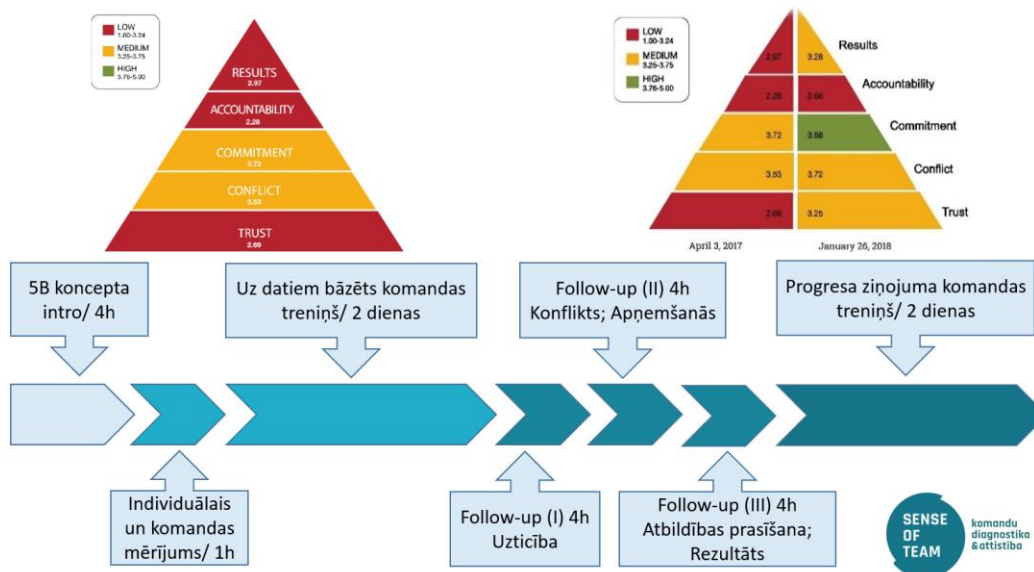 LOW
1.00-3.24
MEDIUM
3.25-3.75
HIGH
3.76-5.00
RESULTS
2.97
ACCOUNTABILITY
2.28
COMMITMENT
3.72
CONFLICT
3.53
TRUST
2.69
LOW
1.00-3.24
MEDIUM
3.25-3.75
HIGH
3.76-5.00
2.97 3.28 Results
2.28 2.66 Accountability
3.72 3.88 Commitment
3.53 3.72 Conflict
2.69 3.25 Trust
April 3, 2017 January 26, 2018
5B koncepta
intro/ 4h
Uz datiem bāzēts komandas
treniņš/ 2 dienas
Follow-up (II) 4h
Konflikts; Apņemšanās
Progresa ziņojuma komandas
treniņš/ 2 dienas
Individuālais
un komandas
mērījums/ 1h
Follow-up (I) 4h
Uzticība
Follow-up (III) 4h
Atbildības prasīšana;
Rezultāts
SENSE
OF
TEAM
komandu
diagnostika
& attīstība